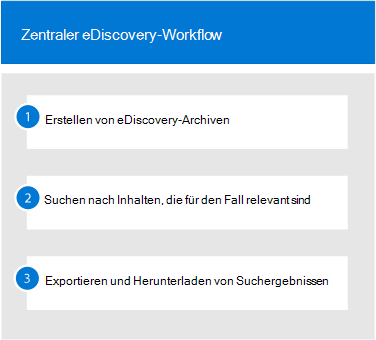 Zentraler eDiscovery-Workflow
1 Erstellen von eDiscovery-Archiven
2 Suchen nach Inhalten, die für den Fall relevant sind
3 Exportieren und Herunterladen von Suchergebnissen